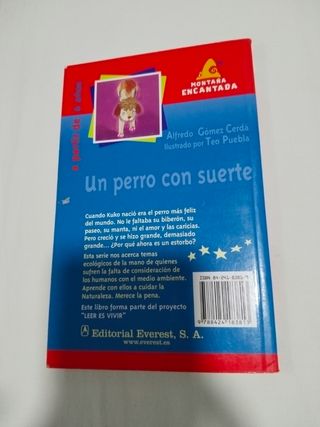 MONTAÑA
ENCANTADA
a partir de 6 años
Alfredo Gómez Cerdá
Ilustrado por Teo Puebla
Un perro con suerte
Cuando Kuko nació era el perro más feliz
del mundo. No le faltaba su biberón, su
paseo, su manta, ni el amor y las caricias.
Pero creció y se hizo grande, demasiado
grande... ¿Por qué ahora es un estorbo?
Esta serie nos acerca temas
ecológicos de la mano de quienes
sufren la falta de consideración de
los humanos con el medio ambiente.
Aprende con ellos a cuidar la
Naturaleza. Merece la pena.
Este libro forma parte del proyecto
"LEER ES VIVIR"
Editorial Everest, S. A.
www.everest.es